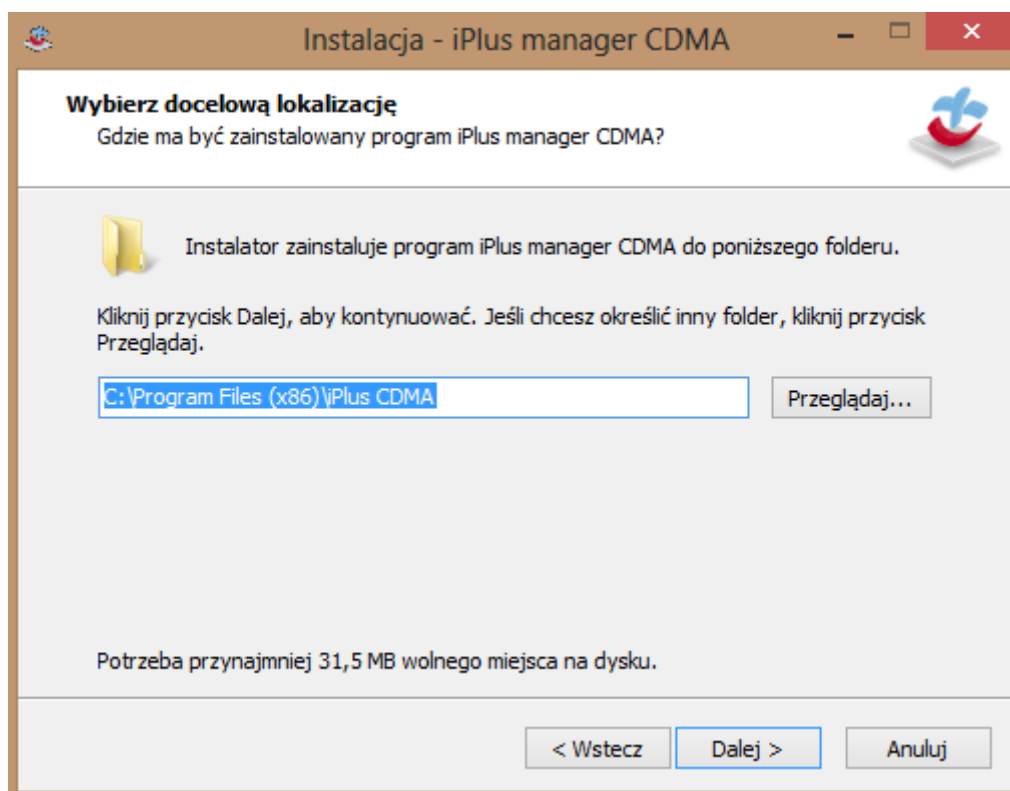 Instalacja - iPlus manager CDMA
Wybierz docelową lokalizację
Gdzie ma być zainstalowany program iPlus manager CDMA?
Instalator zainstaluje program iPlus manager CDMA do poniższego folderu.
Kliknij przycisk Dalej, aby kontynuować. Jeśli chcesz określić inny folder, kliknij przycisk
Przeglądaj.
C:\Program Files (x86)\iPlus CDMA
Przeglądaj...
Potrzeba przynajmniej 31,5 MB wolnego miejsca na dysku.
< Wstecz
Dalej >
Anuluj